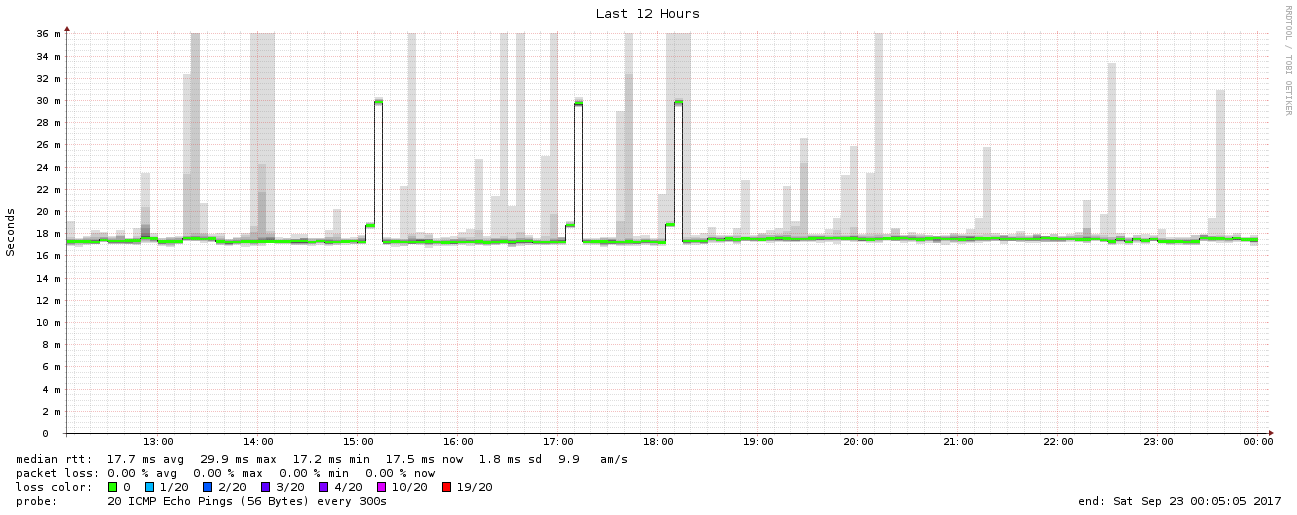 Last 12 Hours
RRDTOOL / TOBI OETIKER
Seconds
36 m
34 m
32 m
30 m
28 m
26 m
24 m
22 m
20 m
18 m
16 m
14 m
12 m
10 m
8 m
6 m
4 m
2 m
0
13:00 14:00 15:00 16:00 17:00 18:00 19:00 20:00 21:00 22:00 23:00 00:00
median rtt: 17.7 ms avg 29.9 ms max 17.2 ms min 17.5 ms now 1.8 ms sd 9.9 am/s
packet loss: 0.00 % avg 0.00 % max 0.00 % min 0.00 % now
loss color: 0 1/20 2/20 3/20 4/20 10/20 19/20
probe: 20 ICMP Echo Pings (56 Bytes) every 300s end: Sat Sep 23 00:05:05 2017